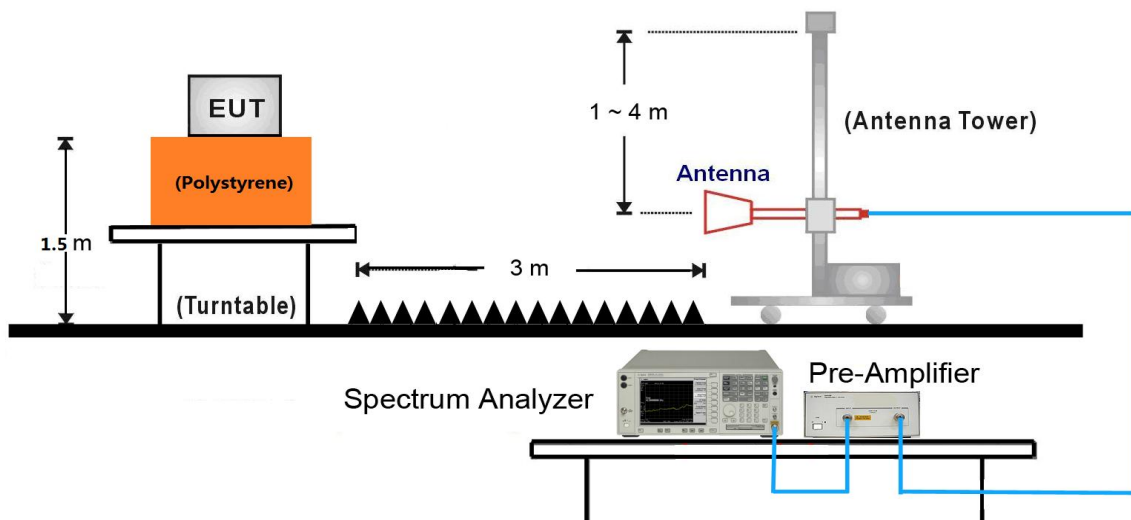 EUT
1 ~ 4 m
(Antenna Tower)
Antenna
(Polystyrene)
1.5 m
3 m
(Turntable)
Spectrum Analyzer
Pre-Amplifier